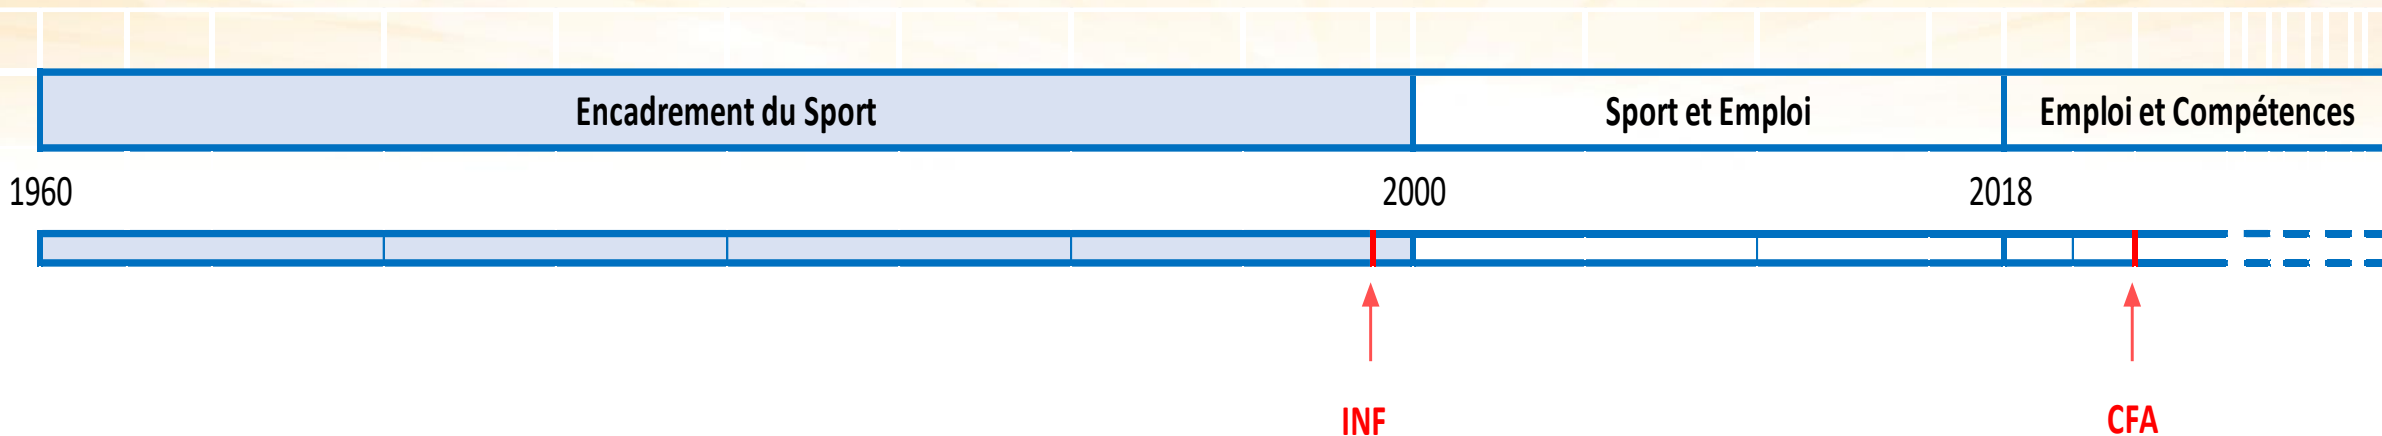 Encadrement du Sport
Sport et Emploi
Emploi et Compétences
1960
2000
2018
INF
CFA